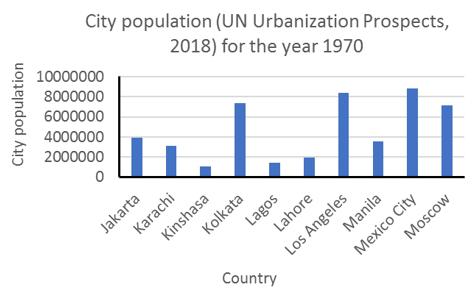 City population (UN Urbanization Prospects,
2018) for the year 1970
City population
10000000
8000000
6000000
4000000
2000000
0
Jakarta
Karachi
Kinshasa
Kolkata
Lagos
Lahore
Los Angeles
Manila
Mexico City
Moscow
Country